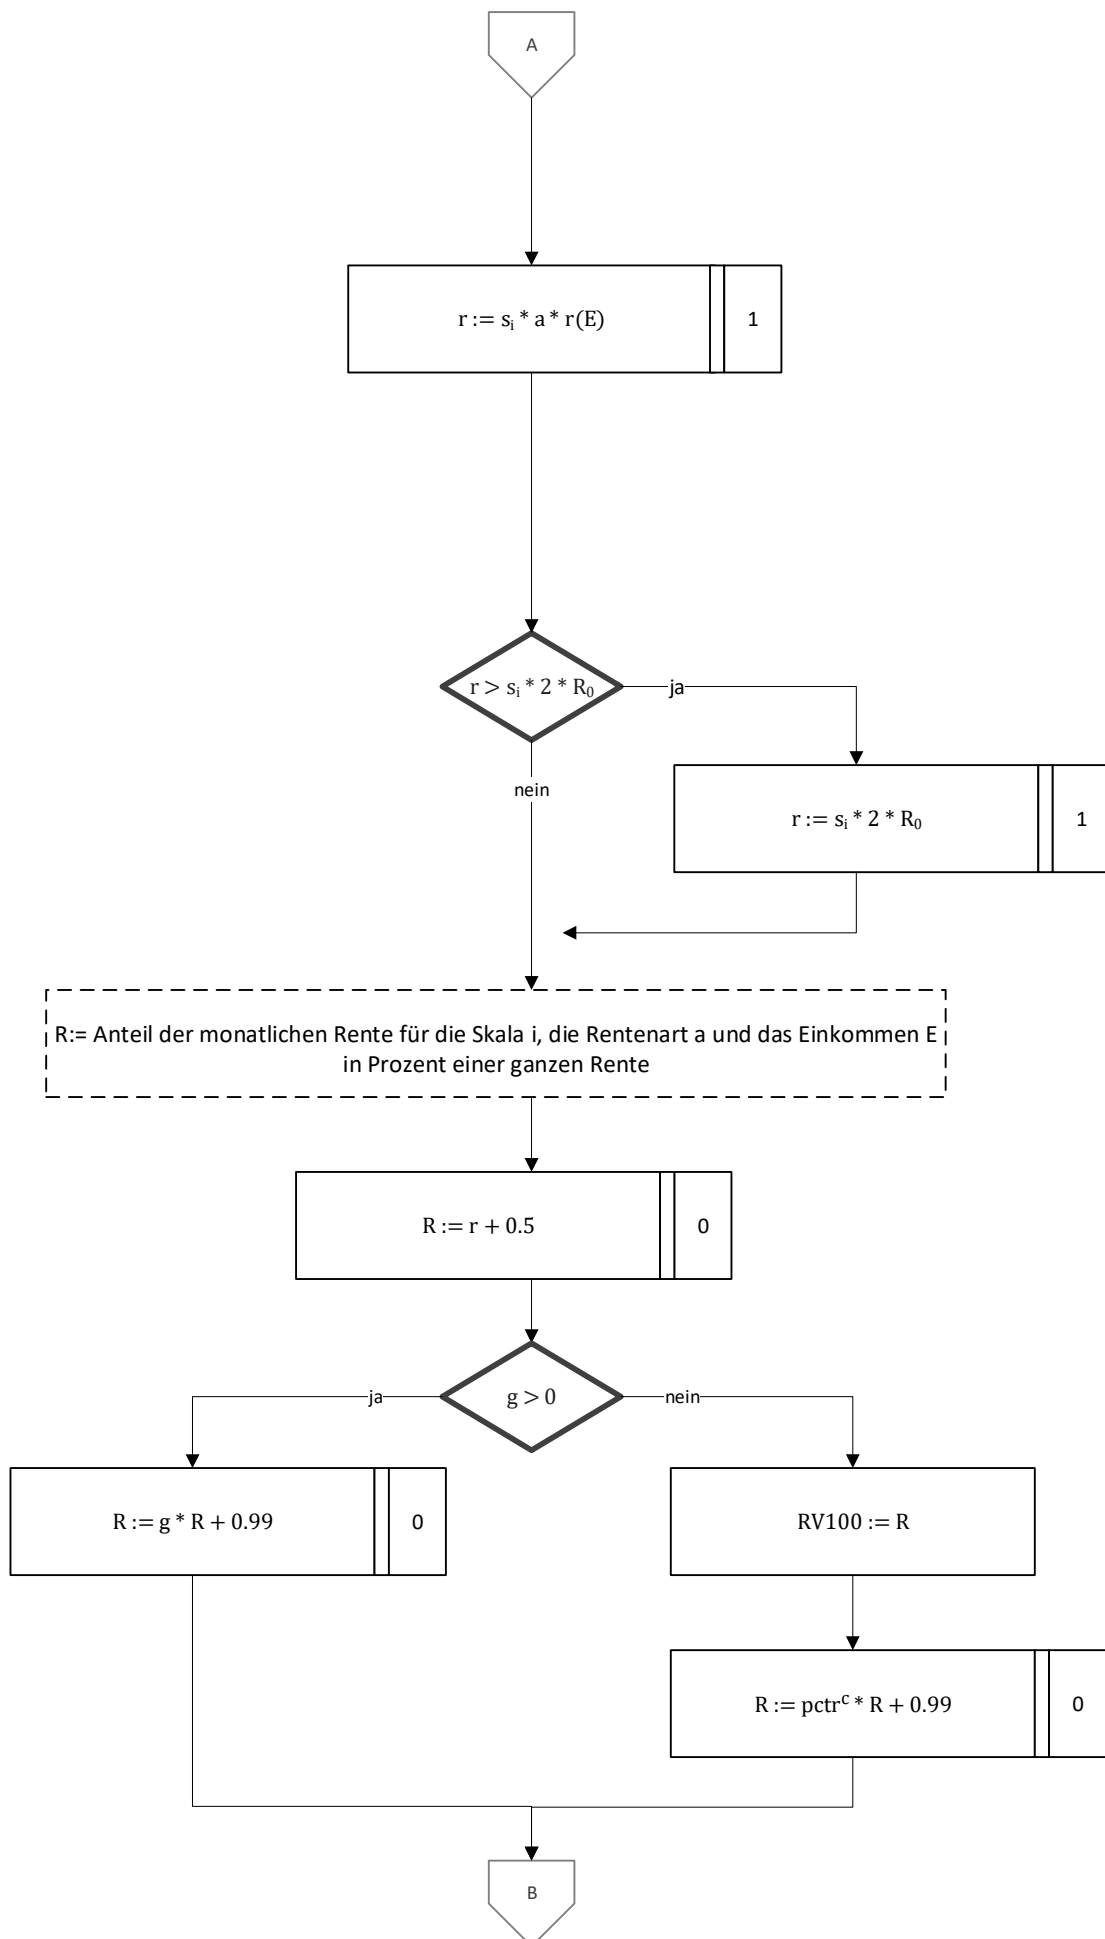 A
r := sᵢ * a * r(E)
1
r > sᵢ * 2 * R₀
ja
nein
r := sᵢ * 2 * R₀
1
R:= Anteil der monatlichen Rente für die Skala i, die Rentenart a und das Einkommen E
in Prozent einer ganzen Rente
R := r + 0.5
0
g > 0
ja
nein
R := g * R + 0.99
0
RV100 := R
R := pctrᶜ * R + 0.99
0
B